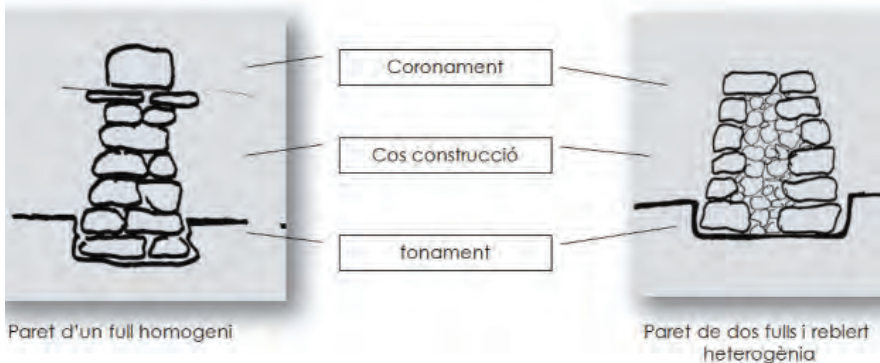 Coronament
Cos construcció
fonament
Paret d'un full homogeni
Paret de dos fulls i reblert
heterogènia